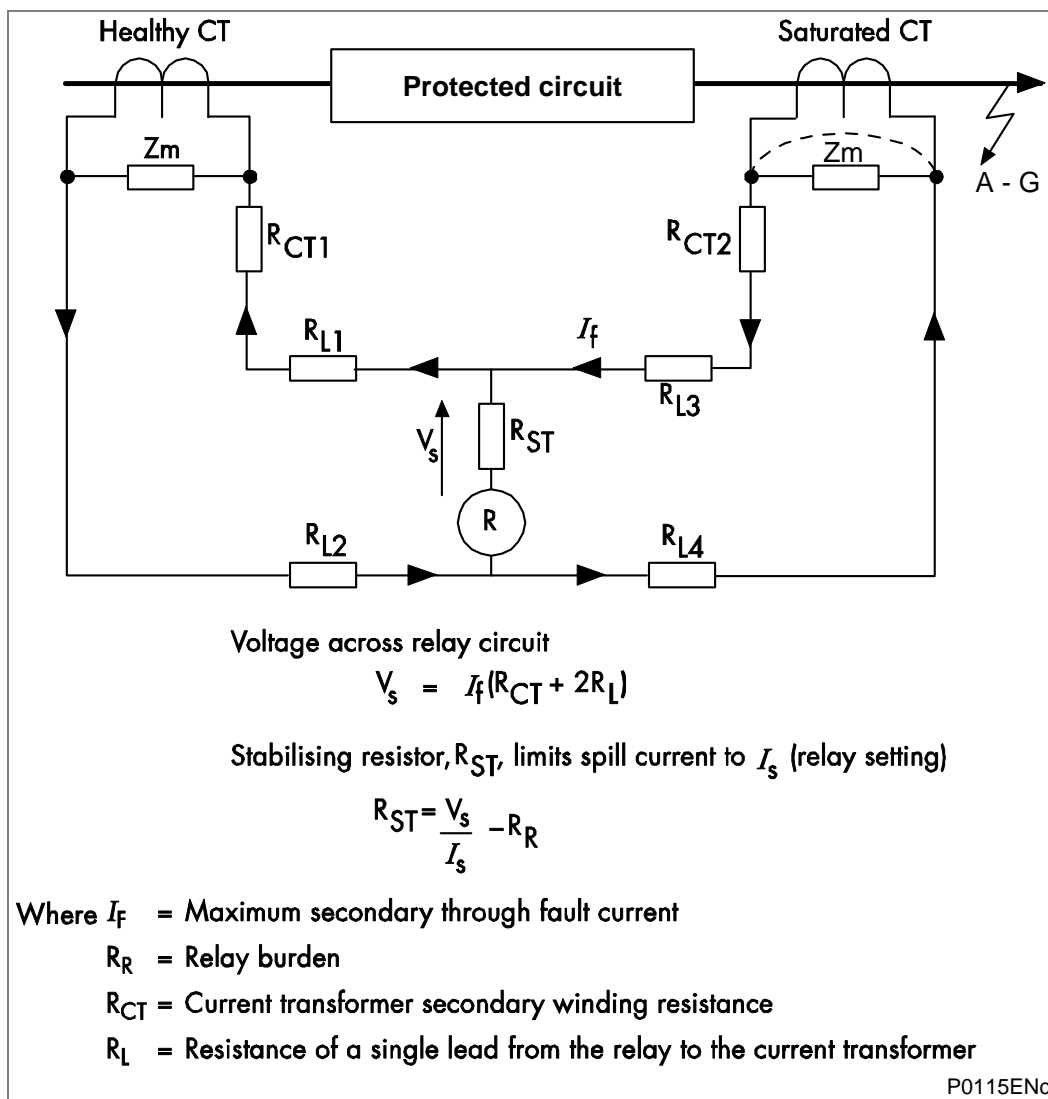 Healthy CT
Saturated CT
Protected circuit
Zm
Zm
A - G
RCT1
RCT2
RL1
If
RL3
Vs
RST
R
RL2
RL4
Voltage across relay circuit
Vs = If(RCT + 2RL)
Stabilising resistor, RST, limits spill current to Is (relay setting)
RST = Vs / Is – RR
Where IF = Maximum secondary through fault current
RR = Relay burden
RCT = Current transformer secondary winding resistance
RL = Resistance of a single lead from the relay to the current transformer
P0115ENc